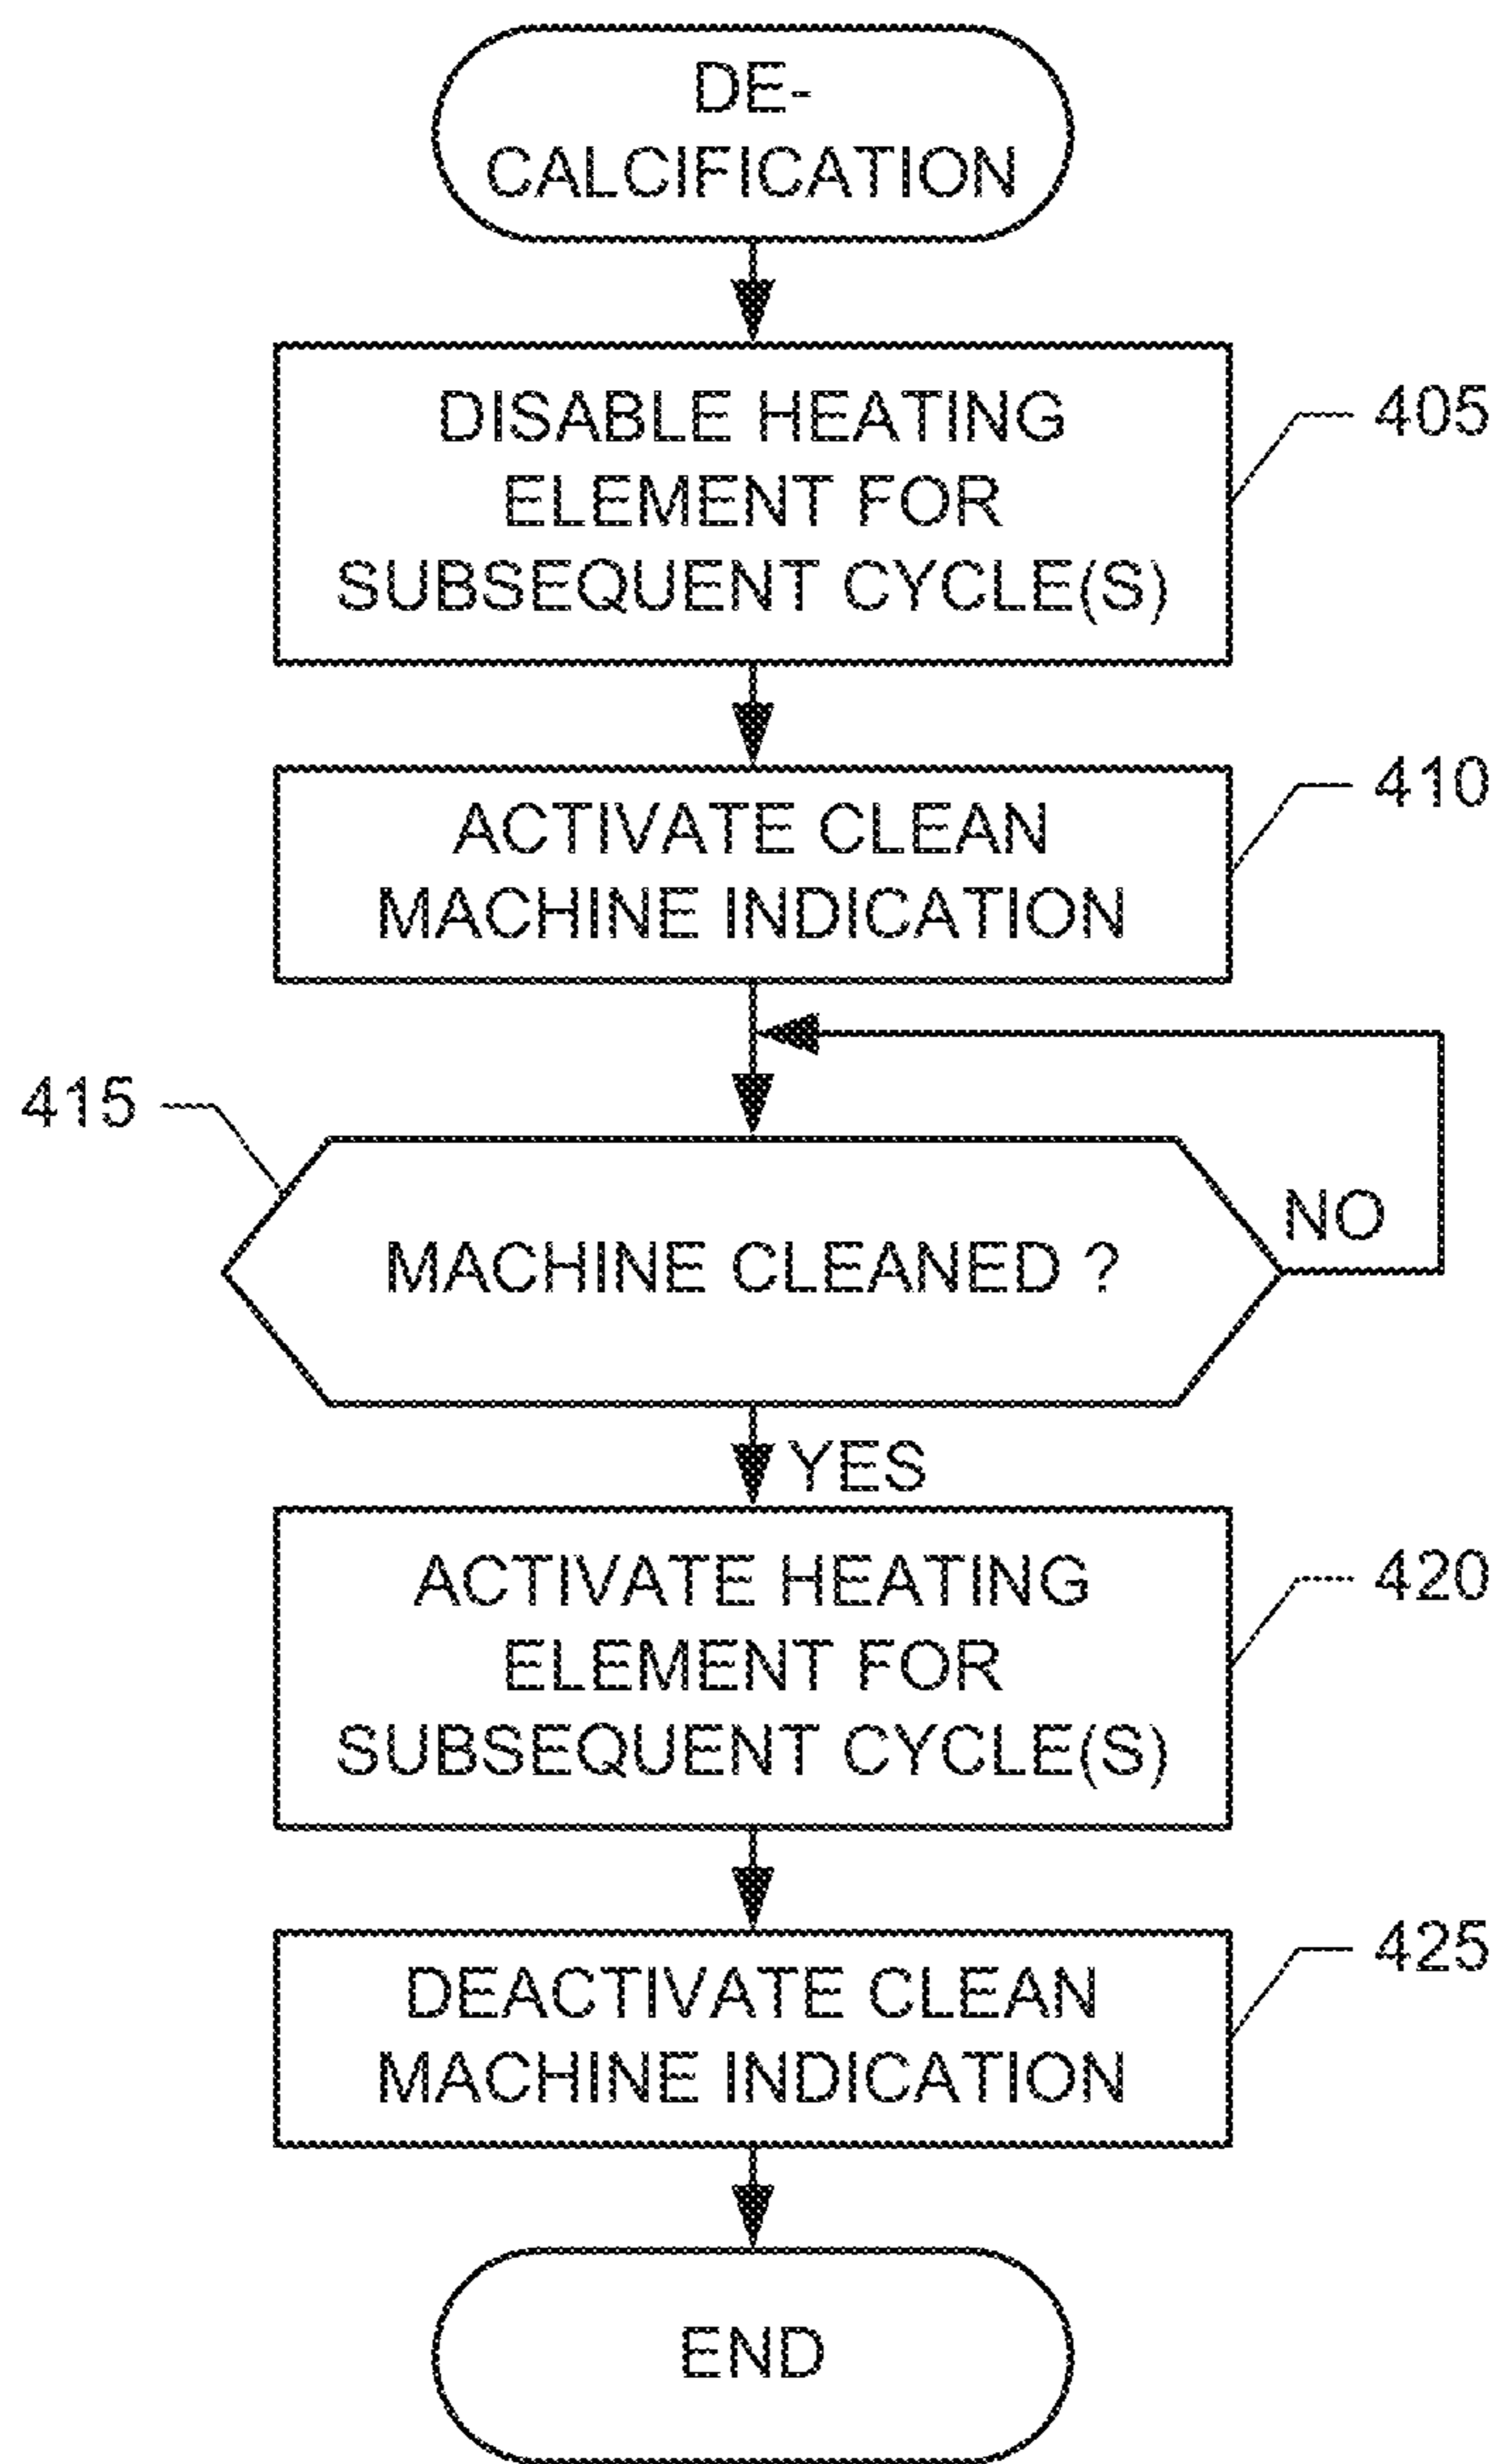 DE-
CALCIFICATION
DISABLE HEATING
ELEMENT FOR
SUBSEQUENT CYCLE(S)
405
ACTIVATE CLEAN
MACHINE INDICATION
410
415
MACHINE CLEANED ?
NO
YES
ACTIVATE HEATING
ELEMENT FOR
SUBSEQUENT CYCLE(S)
420
DEACTIVATE CLEAN
MACHINE INDICATION
425
END